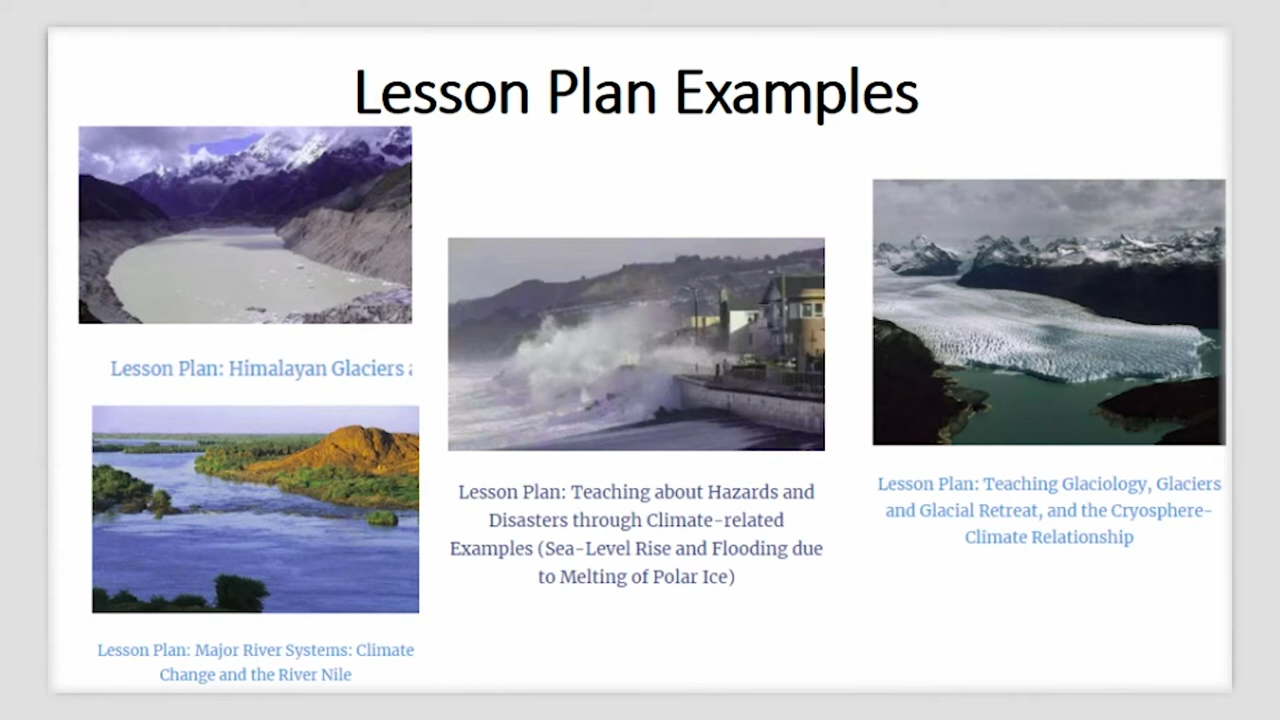 Lesson Plan Examples
Lesson Plan: Himalayan Glaciers
Lesson Plan: Major River Systems: Climate
Change and the River Nile
Lesson Plan: Teaching about Hazards and
Disasters through Climate-related
Examples (Sea-Level Rise and Flooding due
to Melting of Polar Ice)
Lesson Plan: Teaching Glaciology, Glaciers
and Glacial Retreat, and the Cryosphere-
Climate Relationship